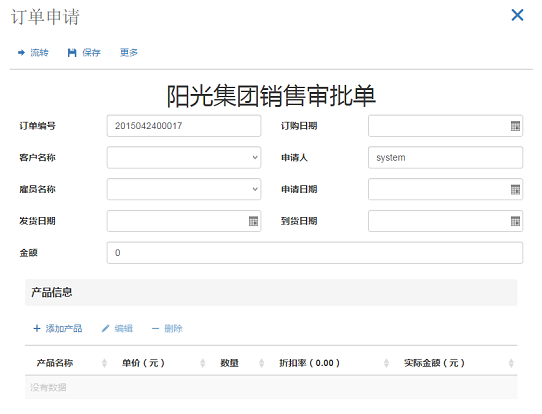 订单申请
流转 保存 更多
阳光集团销售审批单
订单编号 2015042400017 订购日期
客户名称 申请人 system
雇员名称 申请日期
发货日期 到货日期
金额 0
产品信息
添加产品 编辑 删除
产品名称 单价（元） 数量 折扣率（0.00） 实际金额（元）
没有数据